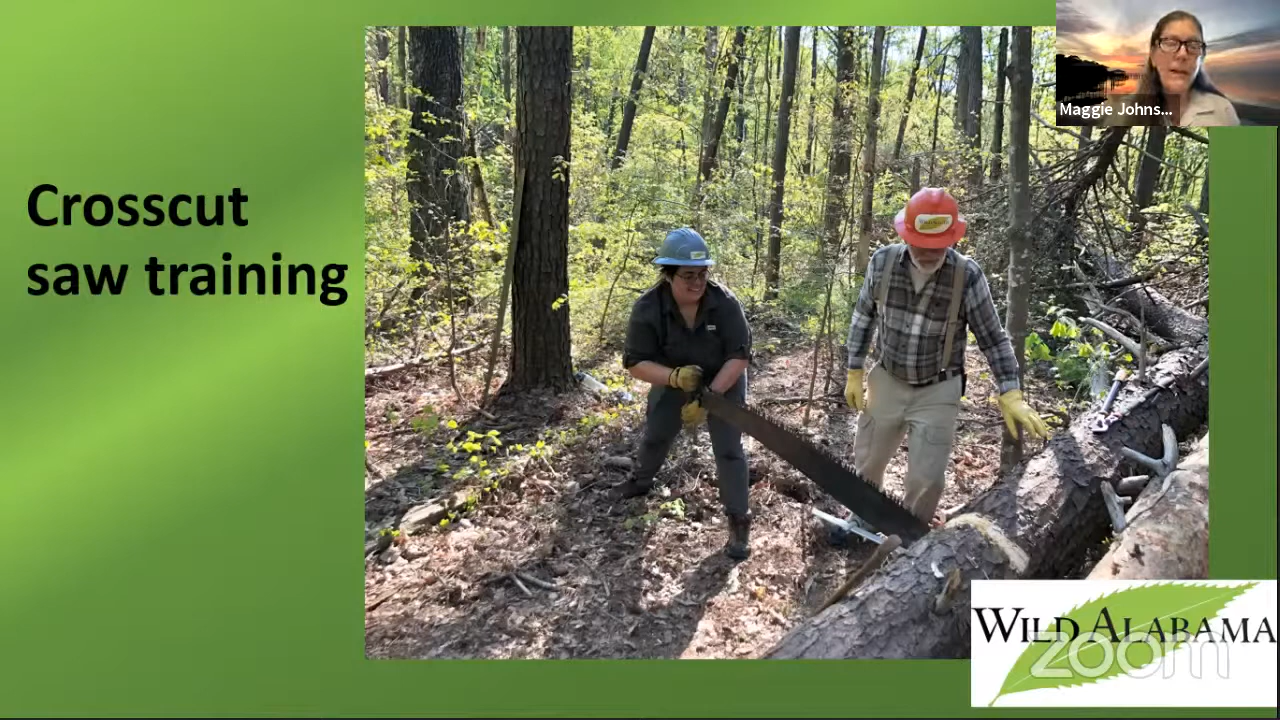 Crosscut
saw training
Maggie Johns...
WILD ALABAMA
zoom